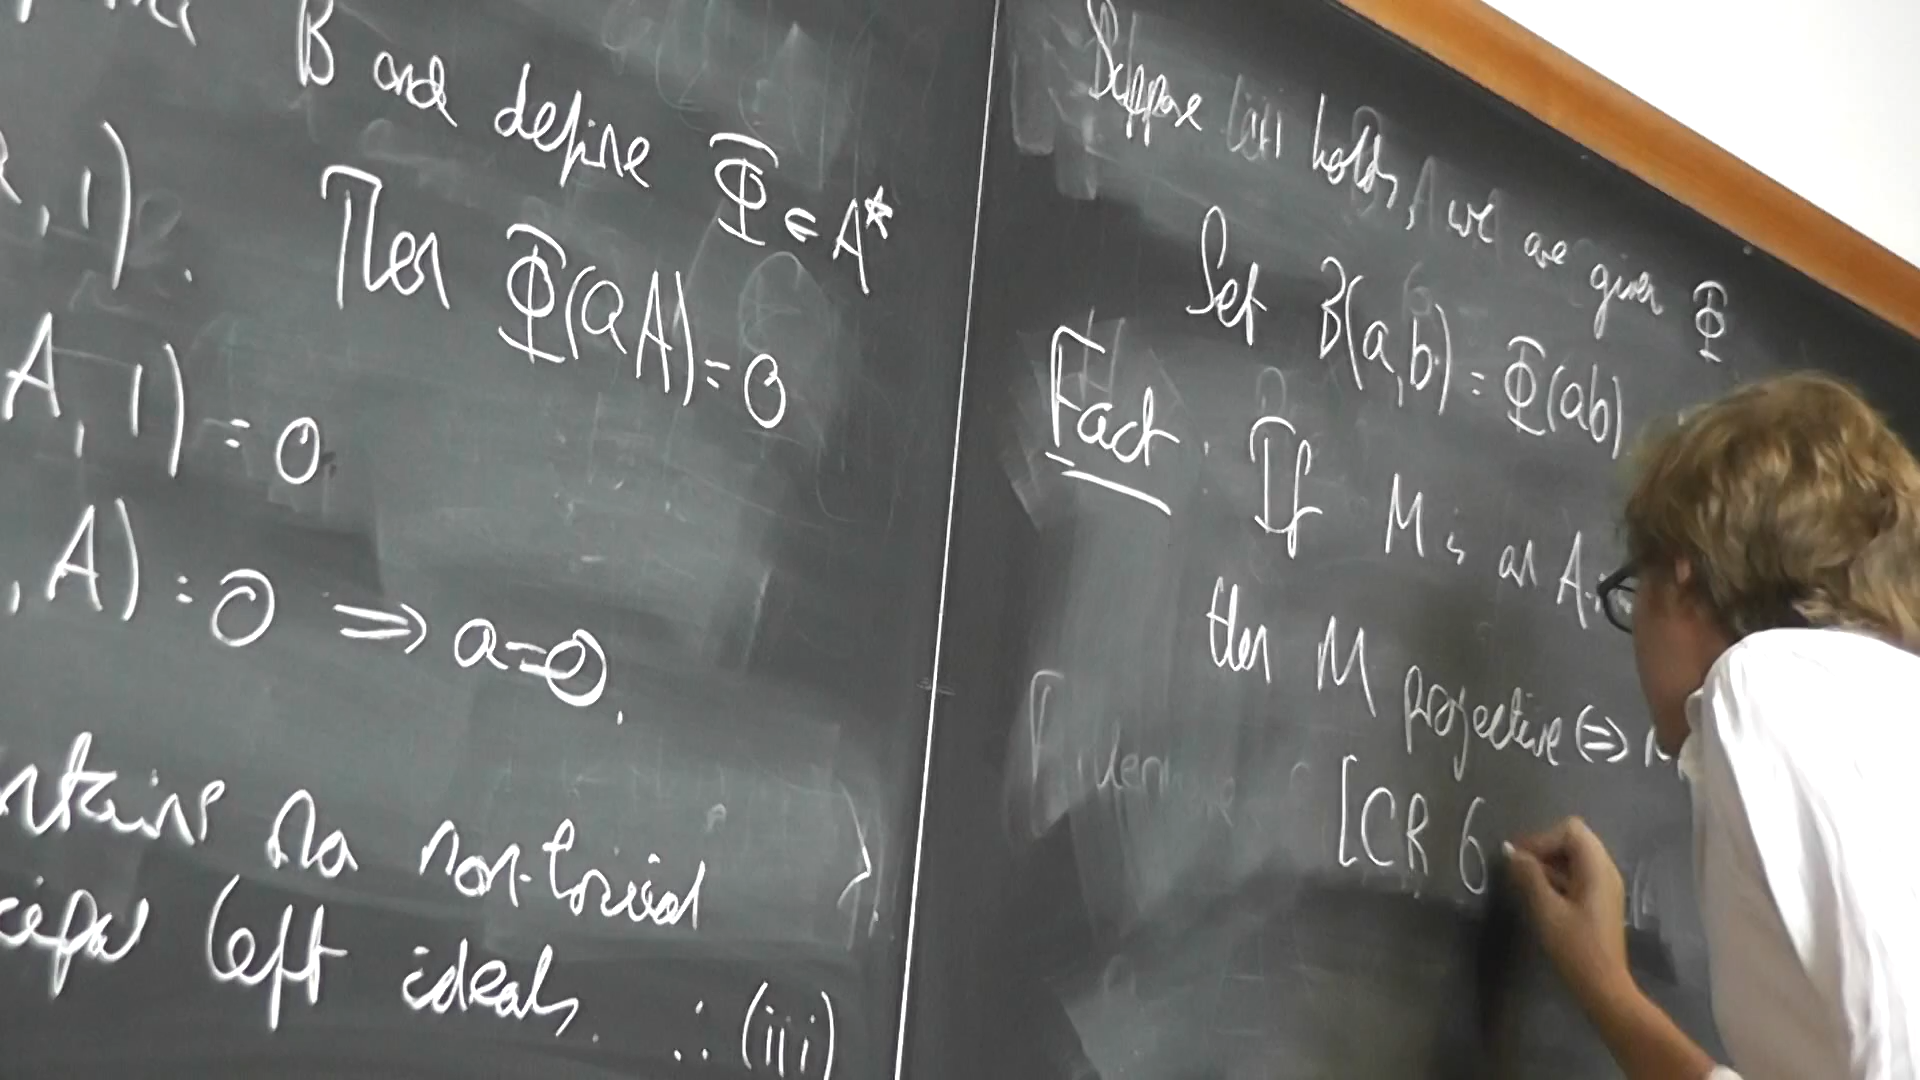 B and define Φ̂ ∈ A*
, 1). Then Φ̂(aA)=0
A, 1) = 0
, A) = 0 ⇒ a=0.
no non-trivial
left ideals. ∴ (iii)
Suppose (iii) holds, we are given Φ̂
Set B(a,b) = Φ̂(ab).
Fact. If M is an A-
then M projective ⇔
[CR 6